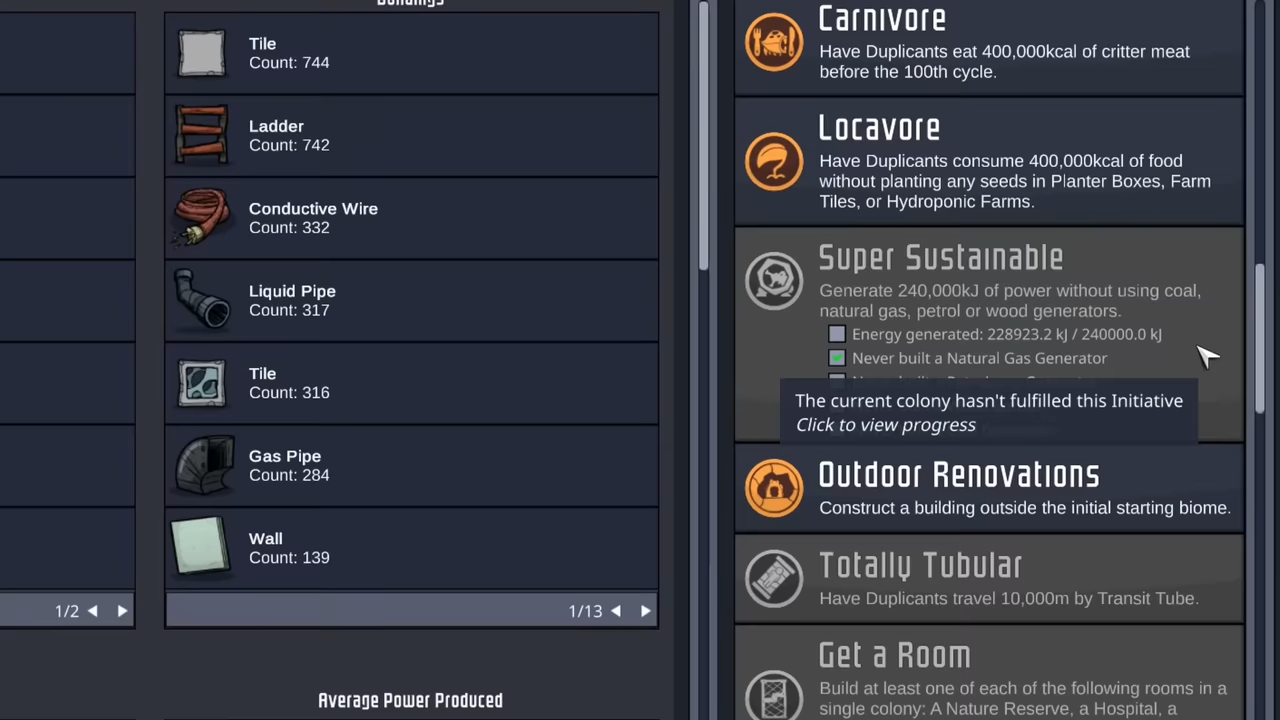 Buildings
Tile
Count: 744
Ladder
Count: 742
Conductive Wire
Count: 332
Liquid Pipe
Count: 317
Tile
Count: 316
Gas Pipe
Count: 284
Wall
Count: 139
1/2
1/13
Average Power Produced
Carnivore
Have Duplicants eat 400,000kcal of critter meat
before the 100th cycle.
Locavore
Have Duplicants consume 400,000kcal of food
without planting any seeds in Planter Boxes, Farm
Tiles, or Hydroponic Farms.
Super Sustainable
Generate 240,000kJ of power without using coal,
natural gas, petrol or wood generators.
Energy generated: 228923.2 kJ / 240000.0 kJ
Never built a Natural Gas Generator
The current colony hasn't fulfilled this Initiative
Click to view progress
Outdoor Renovations
Construct a building outside the initial starting biome.
Totally Tubular
Have Duplicants travel 10,000m by Transit Tube.
Get a Room
Build at least one of each of the following rooms in a
single colony: A Nature Reserve, a Hospital, a